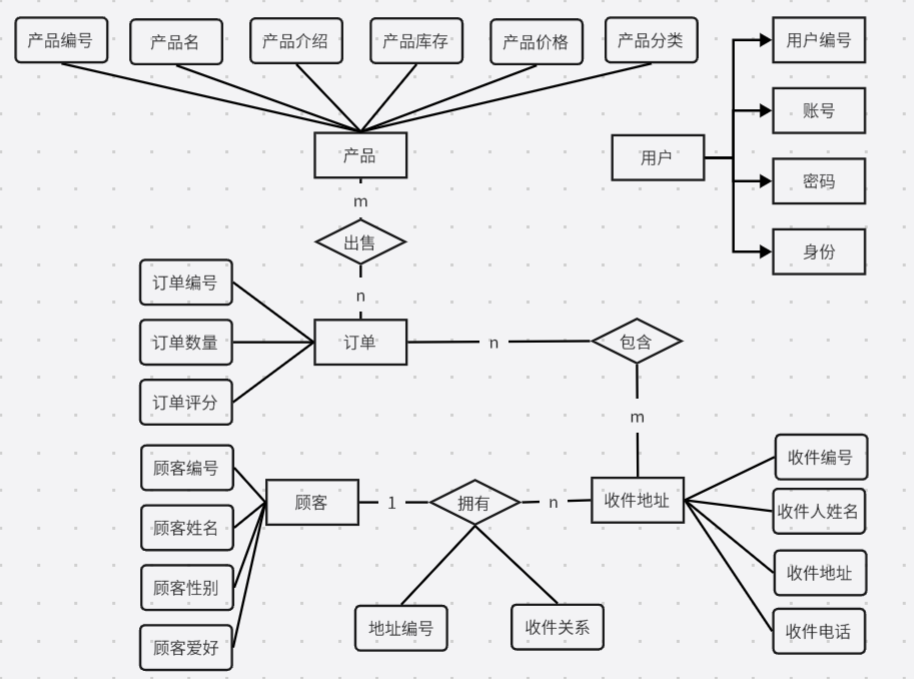 产品编号
产品名
产品介绍
产品库存
产品价格
产品分类
用户编号
账号
产品
用户
密码
m
出售
身份
n
订单编号
订单数量
订单
n
包含
订单评分
m
顾客编号
收件编号
顾客
1
拥有
n
收件地址
收件人姓名
顾客姓名
顾客性别
收件地址
地址编号
收件关系
收件电话
顾客爱好